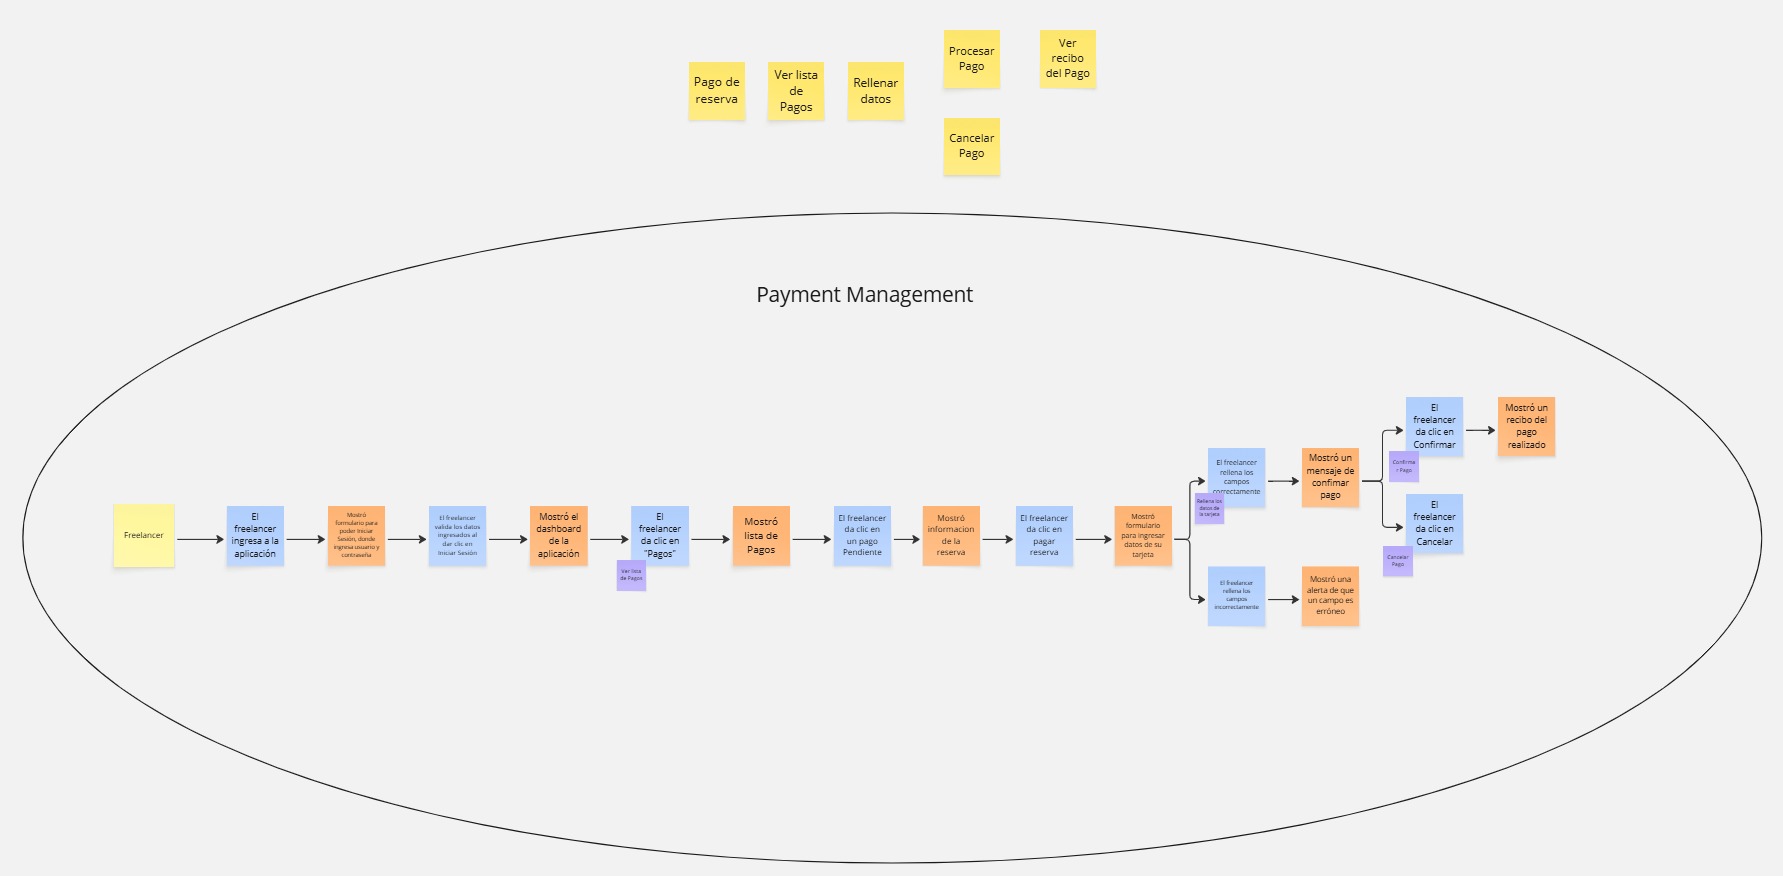 Procesar
Pago
Ver
recibo
del Pago
Pago de
reserva
Ver lista
de
Pagos
Rellenar
datos
Cancelar
Pago
Payment Management
Freelancer
El
freelancer
ingresa a la
aplicación
Mostró
formulario para
poder Iniciar
Sesión, donde
ingresa usuario y
contraseña
El freelancer
valida los datos
ingresados al
dar clic en
Iniciar Sesión
Mostró el
dashboard
de la
aplicación
El
freelancer
da clic en
"Pagos"
Ver lista
de Pagos
Mostró
lista de
Pagos
El freelancer
da clic en
un pago
Pendiente
Mostró
informacion
de la
reserva
El freelancer
da clic en
pagar
reserva
Mostró
formulario
para ingresar
datos de su
tarjeta
El freelancer
rellena los
campos
correctamente
Rellena los
datos de
la tarjeta
Mostró un
mensaje de
confimar
pago
El
freelancer
da clic en
Confirmar
Confirma
r Pago
Mostró un
recibo del
pago
realizado
El
freelancer
da clic en
Cancelar
Cancelar
Pago
El freelancer
rellena los
campos
incorrectamente
Mostró una
alerta de que
un campo es
erróneo